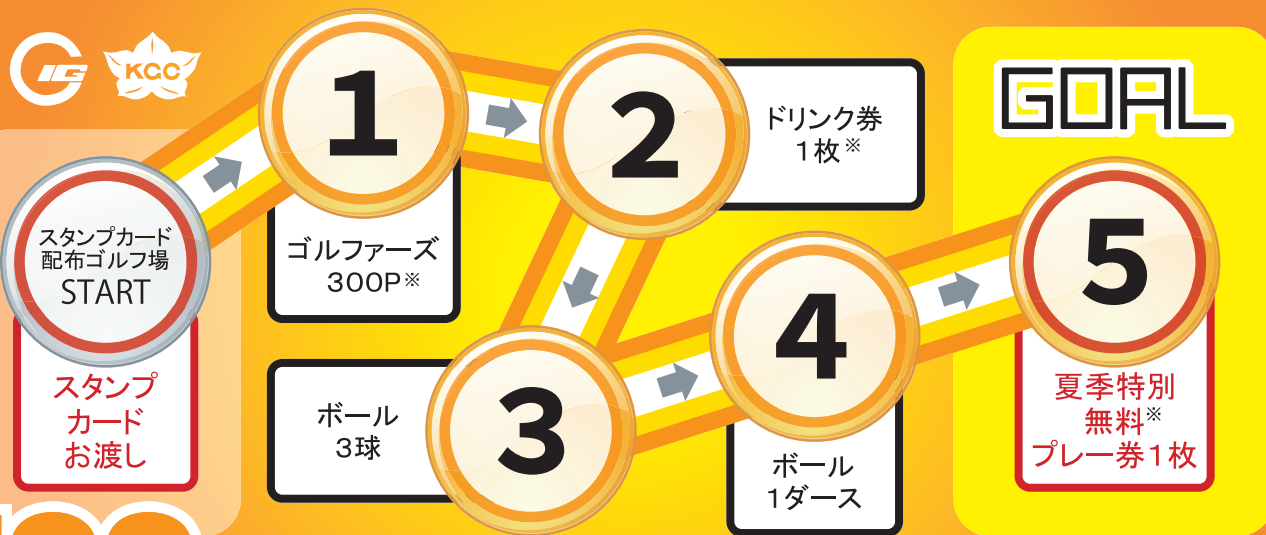 IG
KGC
スタンプカード
配布ゴルフ場
START
スタンプ
カード
お渡し
1
ゴルファーズ
300P※
2
ドリンク券
1枚※
3
ボール
3球
4
ボール
1ダース
GOAL
5
夏季特別
無料※
プレー券1枚